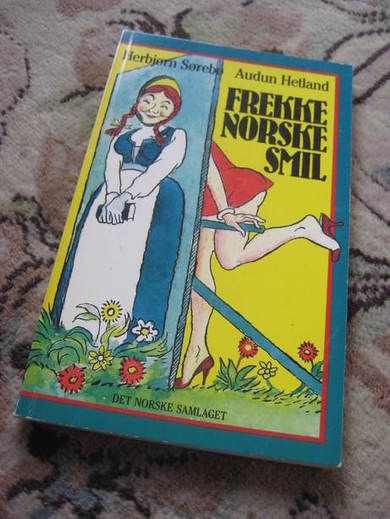 Herbjørn Sørebø Audun Hetland
FREKKE
NORSKE
SMIL
DET NORSKE SAMLAGET